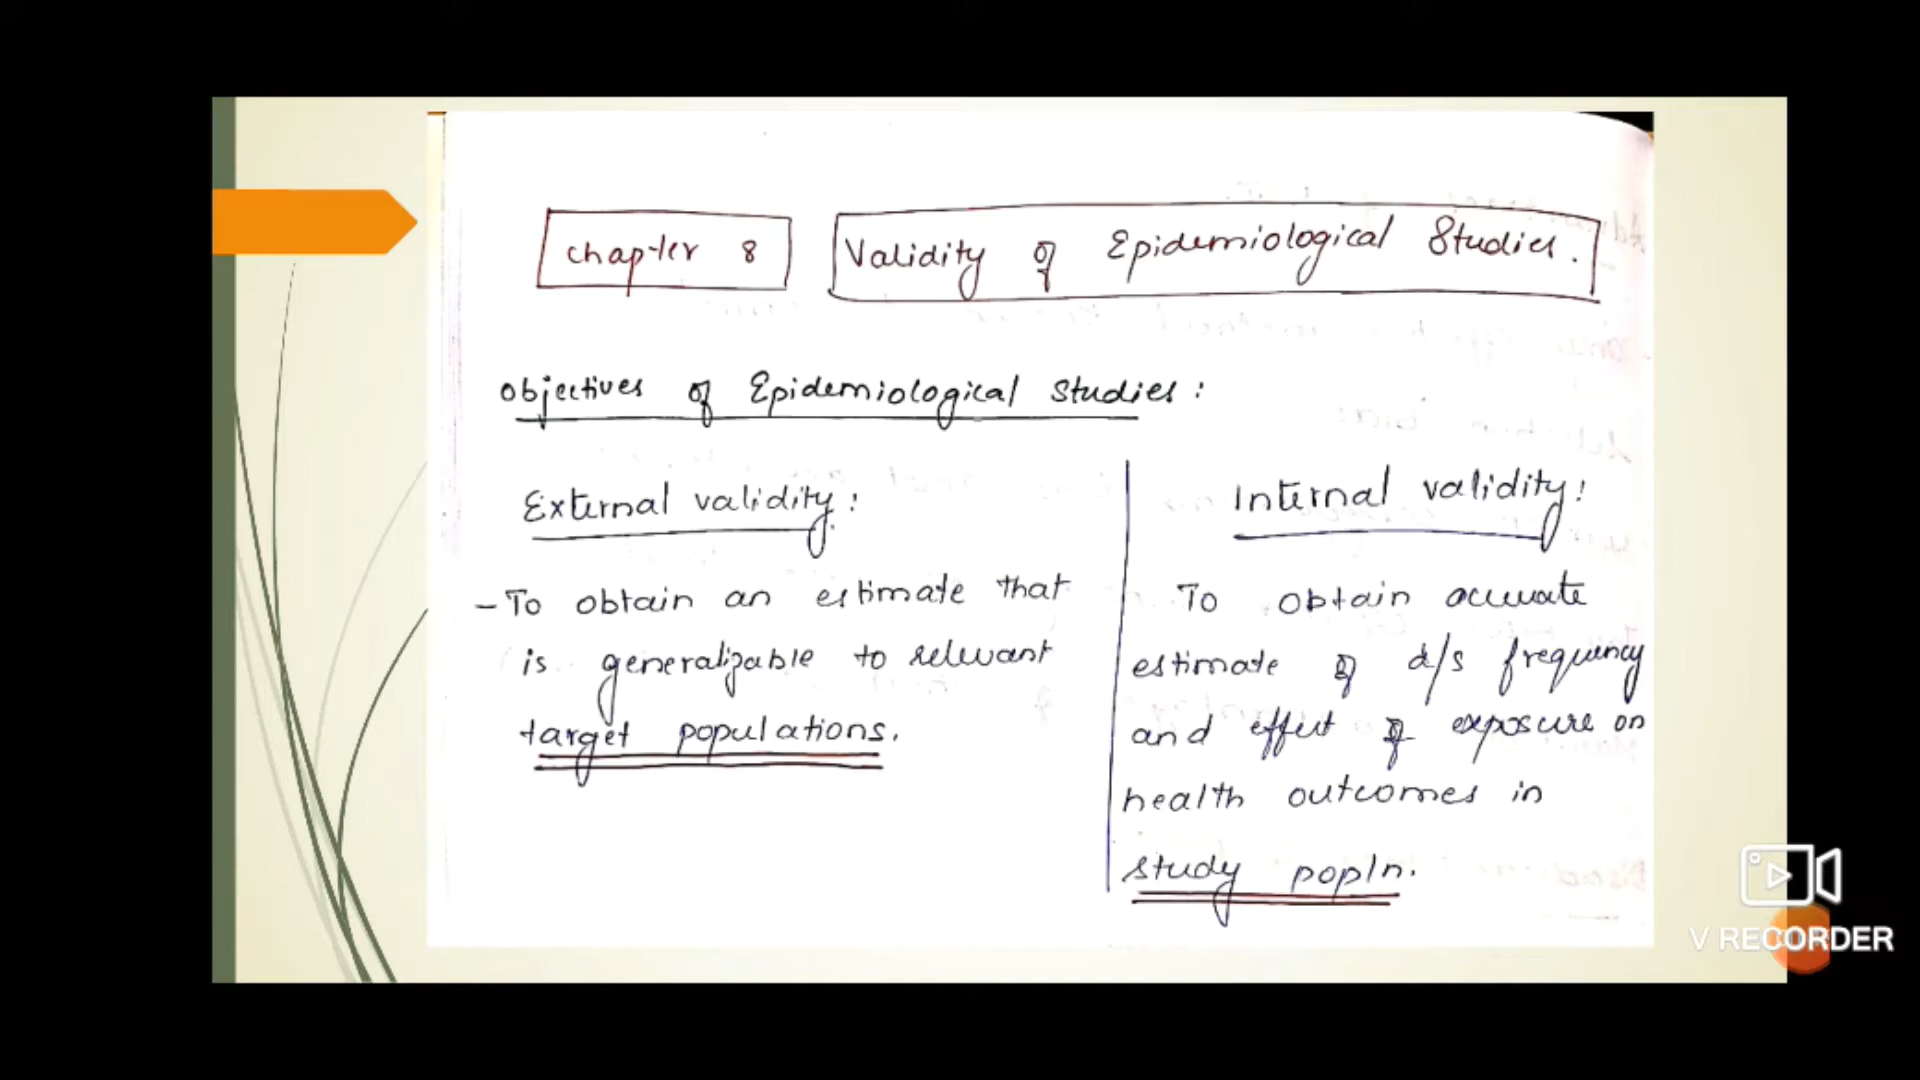 Chapter 8
Validity of Epidemiological Studies.
Objectives of Epidemiological Studies:
External validity:
- To obtain an estimate that
is generalizable to relevant
target populations.
Internal validity:
To obtain accurate
estimate of d/s frequency
and effect of exposure on
health outcomes in
study popln.
V RECORDER